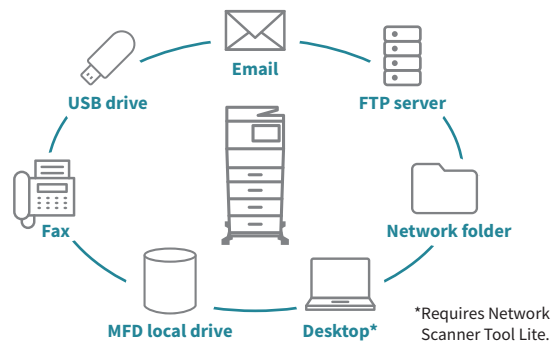 Email
USB drive
FTP server
Fax
Network folder
MFD local drive
Desktop*
*Requires Network
Scanner Tool Lite.